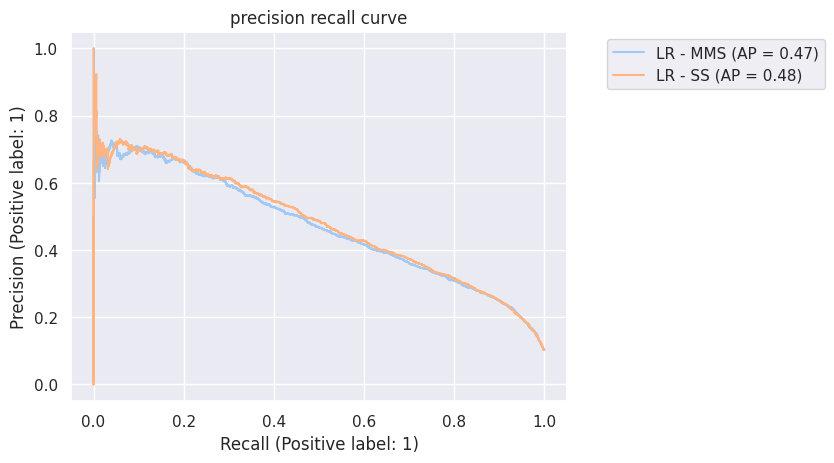 precision recall curve
LR - MMS (AP = 0.47)
LR - SS (AP = 0.48)
Precision (Positive label: 1)
1.0
0.8
0.6
0.4
0.2
0.0
0.0 0.2 0.4 0.6 0.8 1.0
Recall (Positive label: 1)